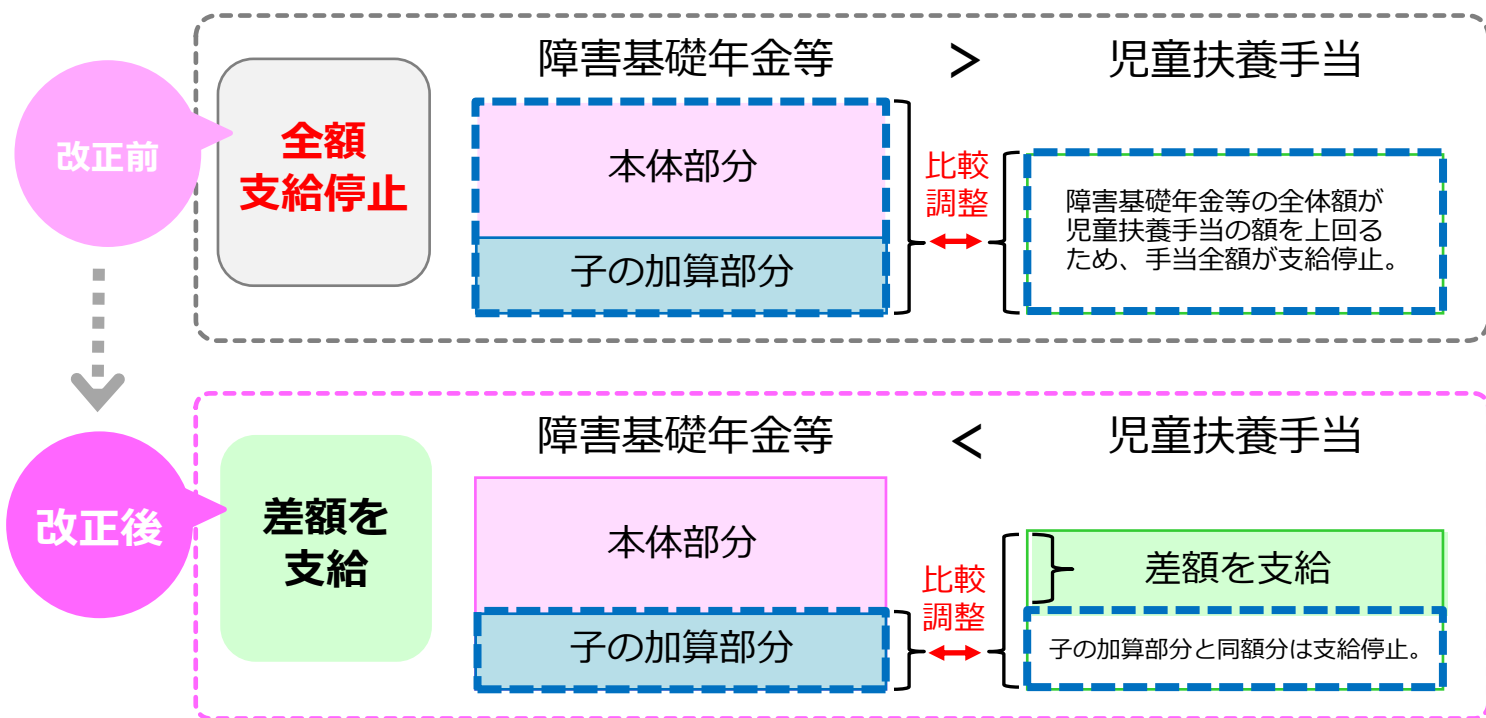 障害基礎年金等 > 児童扶養手当
改正前
全額
支給停止
本体部分
子の加算部分
比較
調整
障害基礎年金等の全体額が
児童扶養手当の額を上回る
ため、手当全額が支給停止。
障害基礎年金等 < 児童扶養手当
改正後
差額を
支給
本体部分
子の加算部分
比較
調整
差額を支給
子の加算部分と同額分は支給停止。